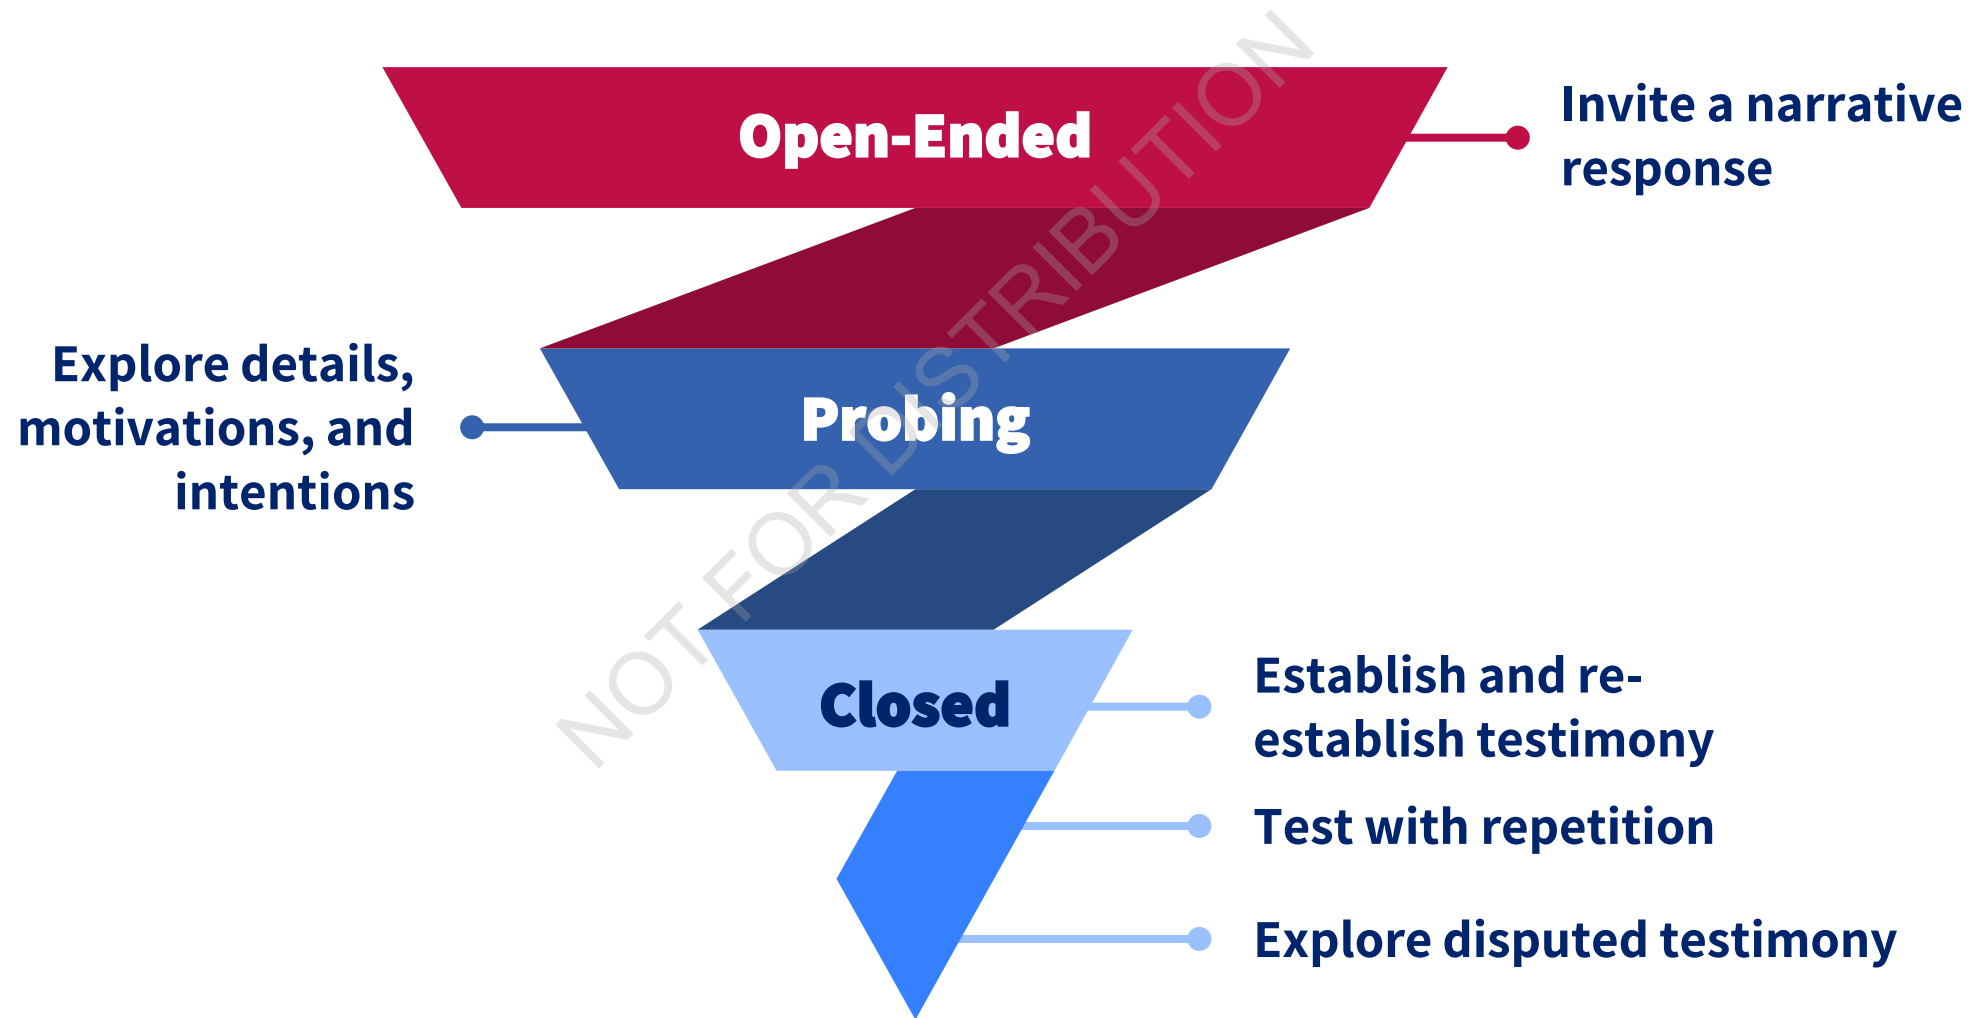 Open-Ended
Invite a narrative
response
Explore details,
motivations, and
intentions
Probing
Closed
Establish and re-
establish testimony
Test with repetition
Explore disputed testimony
NOT FOR DISTRIBUTION